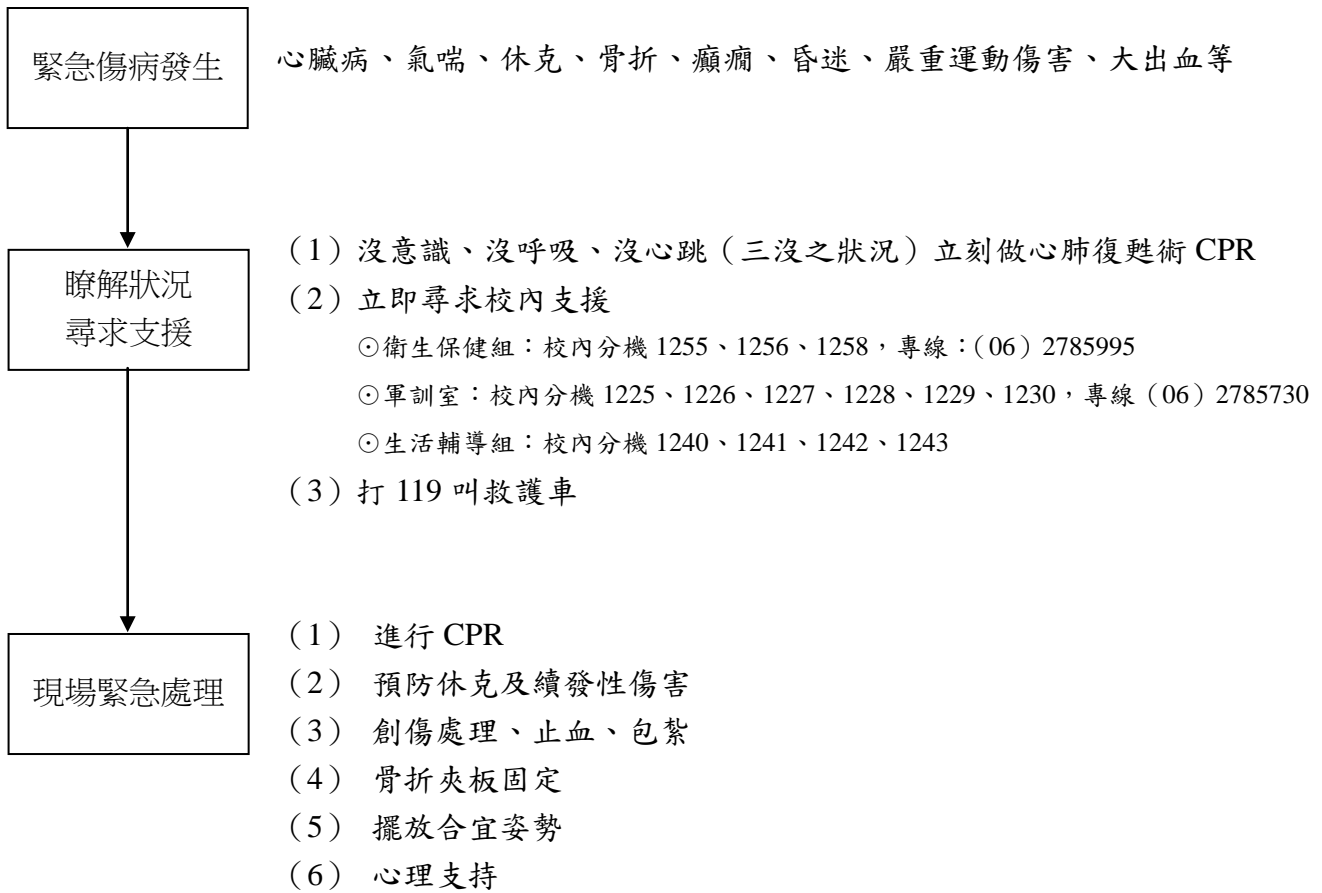 緊急傷病發生
心臟病、氣喘、休克、骨折、癲癇、昏迷、嚴重運動傷害、大出血等
瞭解狀況
尋求支援
（1）沒意識、沒呼吸、沒心跳（三沒之狀況）立刻做心肺復甦術 CPR
（2）立即尋求校內支援
⊙衛生保健組：校內分機 1255、1256、1258，專線：（06）2785995
⊙軍訓室：校內分機 1225、1226、1227、1228、1229、1230，專線（06）2785730
⊙生活輔導組：校內分機 1240、1241、1242、1243
（3）打 119 叫救護車
現場緊急處理
（1） 進行 CPR
（2） 預防休克及續發性傷害
（3） 創傷處理、止血、包紮
（4） 骨折夾板固定
（5） 擺放合宜姿勢
（6） 心理支持